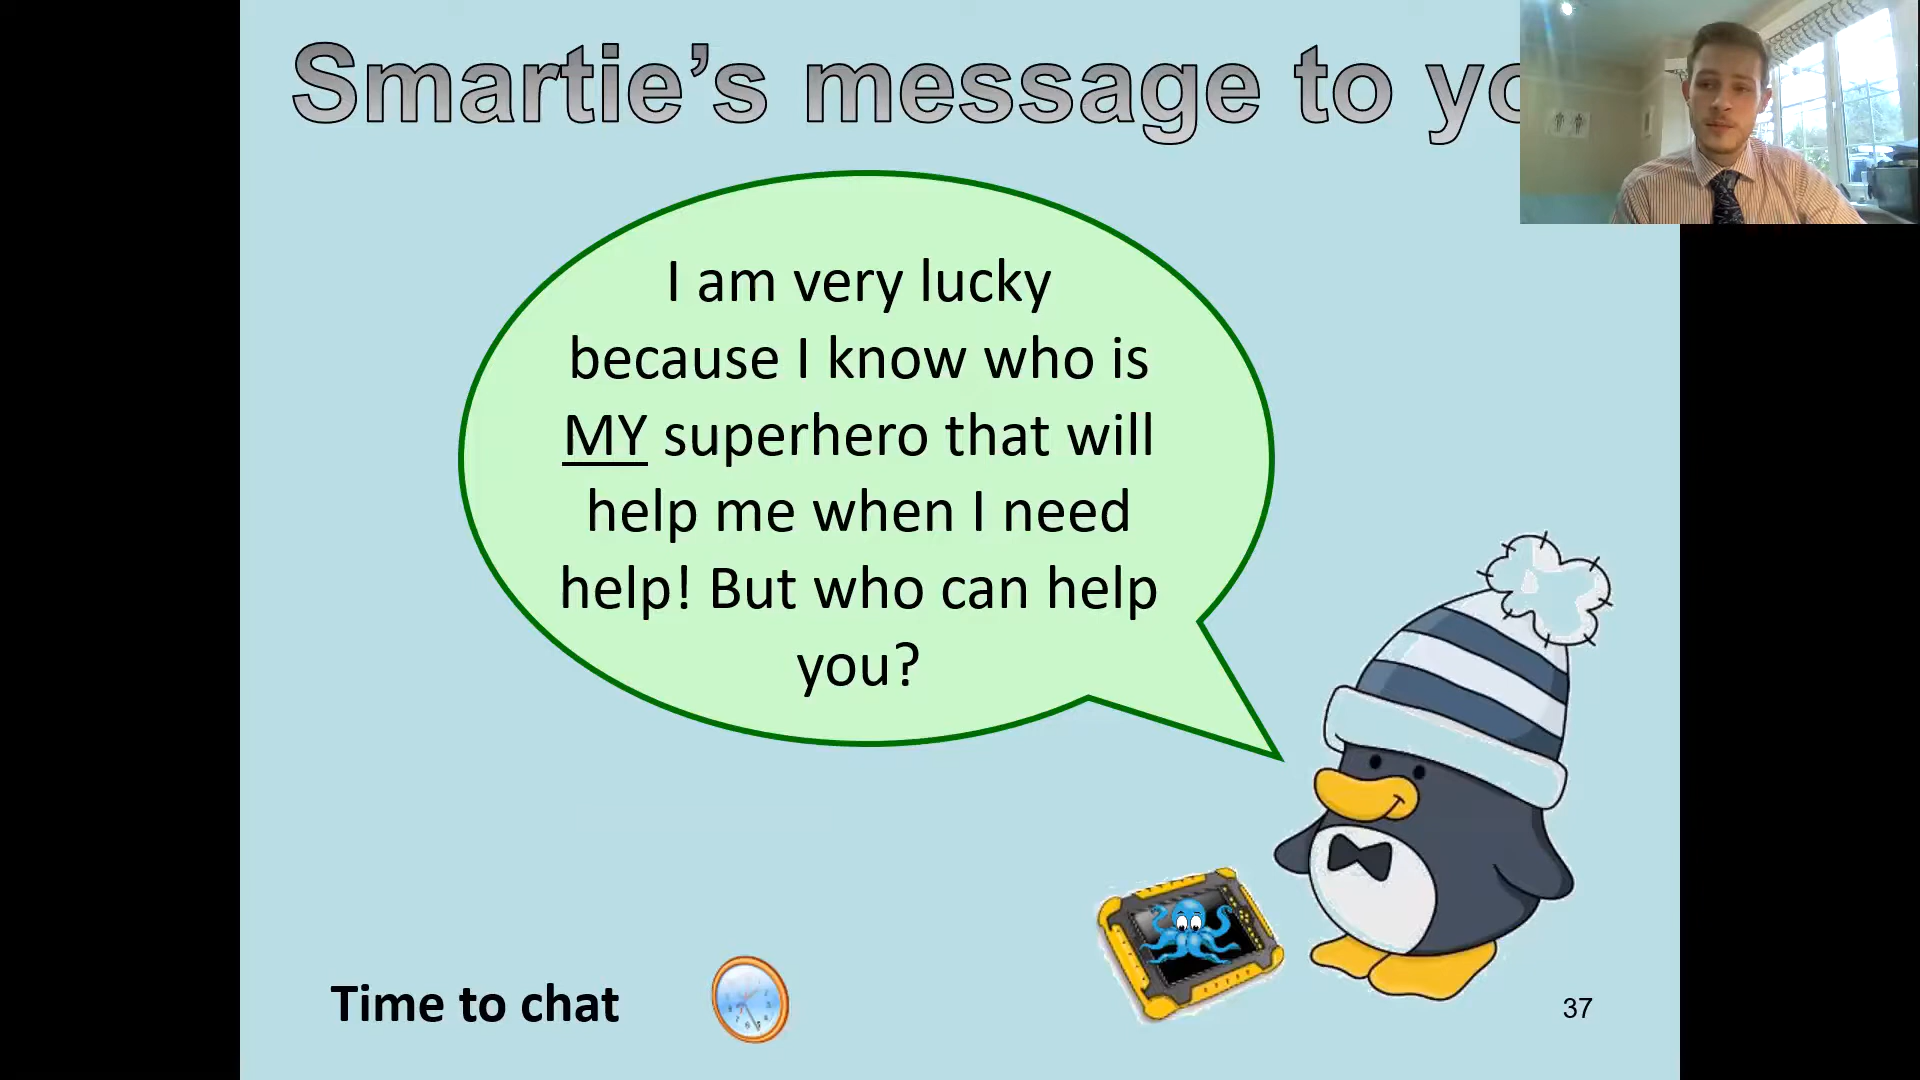 Smartie’s message to yo
I am very lucky
because I know who is
MY superhero that will
help me when I need
help! But who can help
you?
Time to chat
37